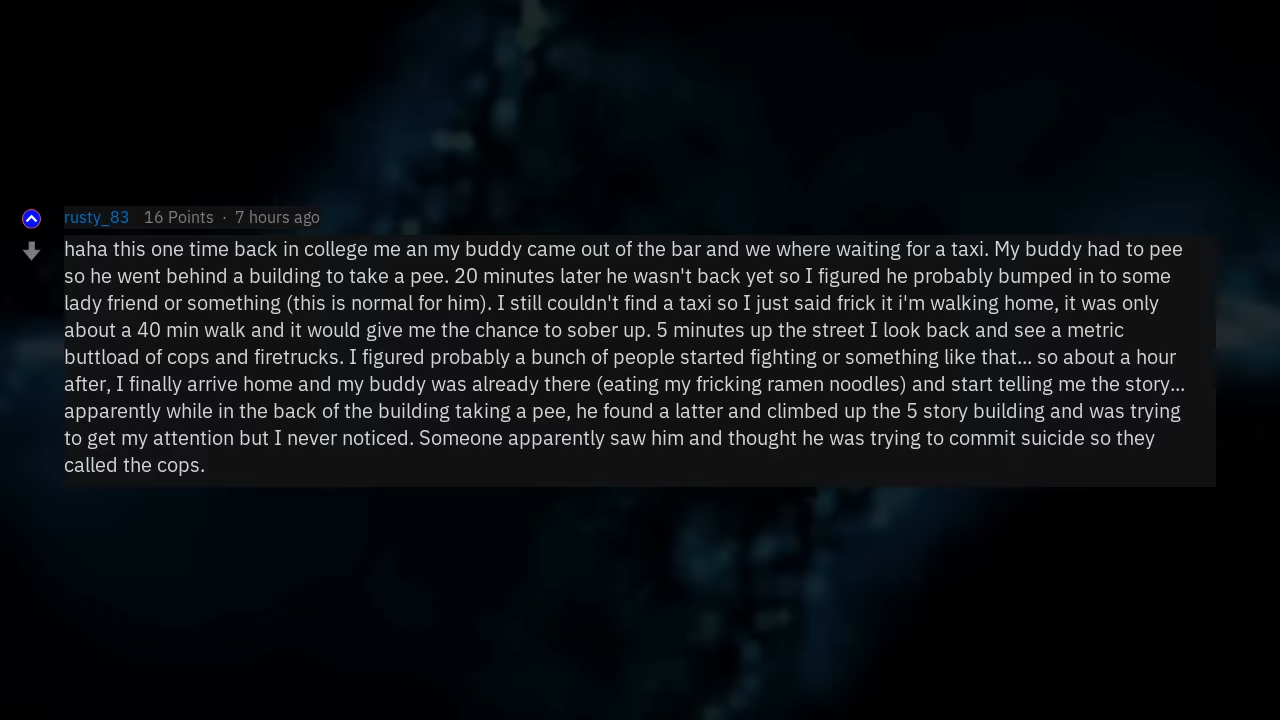 rusty_83 16 Points · 7 hours ago
haha this one time back in college me an my buddy came out of the bar and we where waiting for a taxi. My buddy had to pee
so he went behind a building to take a pee. 20 minutes later he wasn't back yet so I figured he probably bumped in to some
lady friend or something (this is normal for him). I still couldn't find a taxi so I just said frick it i'm walking home, it was only
about a 40 min walk and it would give me the chance to sober up. 5 minutes up the street I look back and see a metric
buttload of cops and firetrucks. I figured probably a bunch of people started fighting or something like that... so about a hour
after, I finally arrive home and my buddy was already there (eating my fricking ramen noodles) and start telling me the story...
apparently while in the back of the building taking a pee, he found a latter and climbed up the 5 story building and was trying
to get my attention but I never noticed. Someone apparently saw him and thought he was trying to commit suicide so they
called the cops.